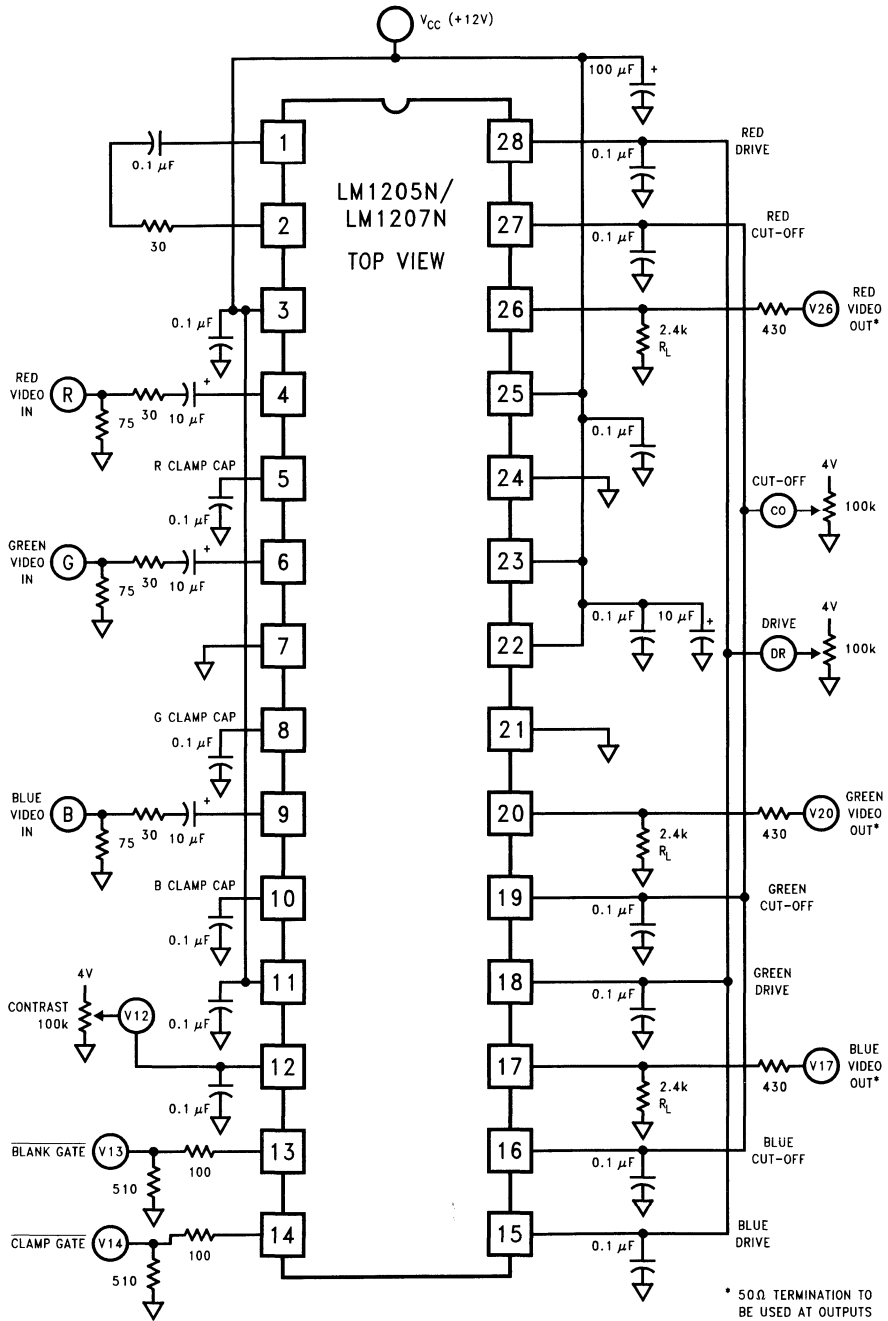 VCC (+12V)
100 μF +
1
0.1 μF
28
0.1 μF
RED
DRIVE
LM1205N/
LM1207N
TOP VIEW
2
30
27
0.1 μF
RED
CUT-OFF
3
0.1 μF
26
2.4k
RL
430
V26
RED
VIDEO
OUT*
RED
VIDEO
IN
R
75
30
10 μF
+
4
25
0.1 μF
R CLAMP CAP
0.1 μF
5
24
CUT-OFF
CO
4V
100k
GREEN
VIDEO
IN
G
75
30
10 μF
+
6
23
0.1 μF
10 μF
+
7
22
DRIVE
DR
4V
100k
G CLAMP CAP
0.1 μF
8
21
BLUE
VIDEO
IN
B
75
30
10 μF
+
9
20
2.4k
RL
430
V20
GREEN
VIDEO
OUT*
B CLAMP CAP
0.1 μF
10
19
0.1 μF
GREEN
CUT-OFF
4V
CONTRAST
100k
V12
11
0.1 μF
18
0.1 μF
GREEN
DRIVE
12
0.1 μF
17
2.4k
RL
430
V17
BLUE
VIDEO
OUT*
BLANK GATE
V13
510
100
13
16
0.1 μF
BLUE
CUT-OFF
CLAMP GATE
V14
510
100
14
15
0.1 μF
BLUE
DRIVE
* 50Ω TERMINATION TO
BE USED AT OUTPUTS